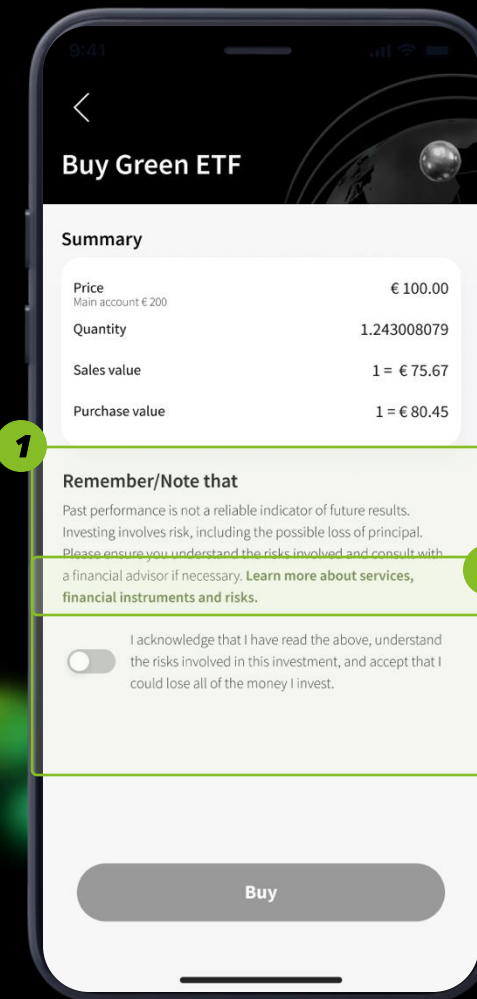 9:41
Buy Green ETF
Summary
Price € 100.00
Main account € 200
Quantity 1.243008079
Sales value 1 = € 75.67
Purchase value 1 = € 80.45
1
Remember/Note that
Past performance is not a reliable indicator of future results.
Investing involves risk, including the possible loss of principal.
Please ensure you understand the risks involved and consult with
a financial advisor if necessary. Learn more about services,
financial instruments and risks.
I acknowledge that I have read the above, understand
the risks involved in this investment, and accept that I
could lose all of the money I invest.
Buy